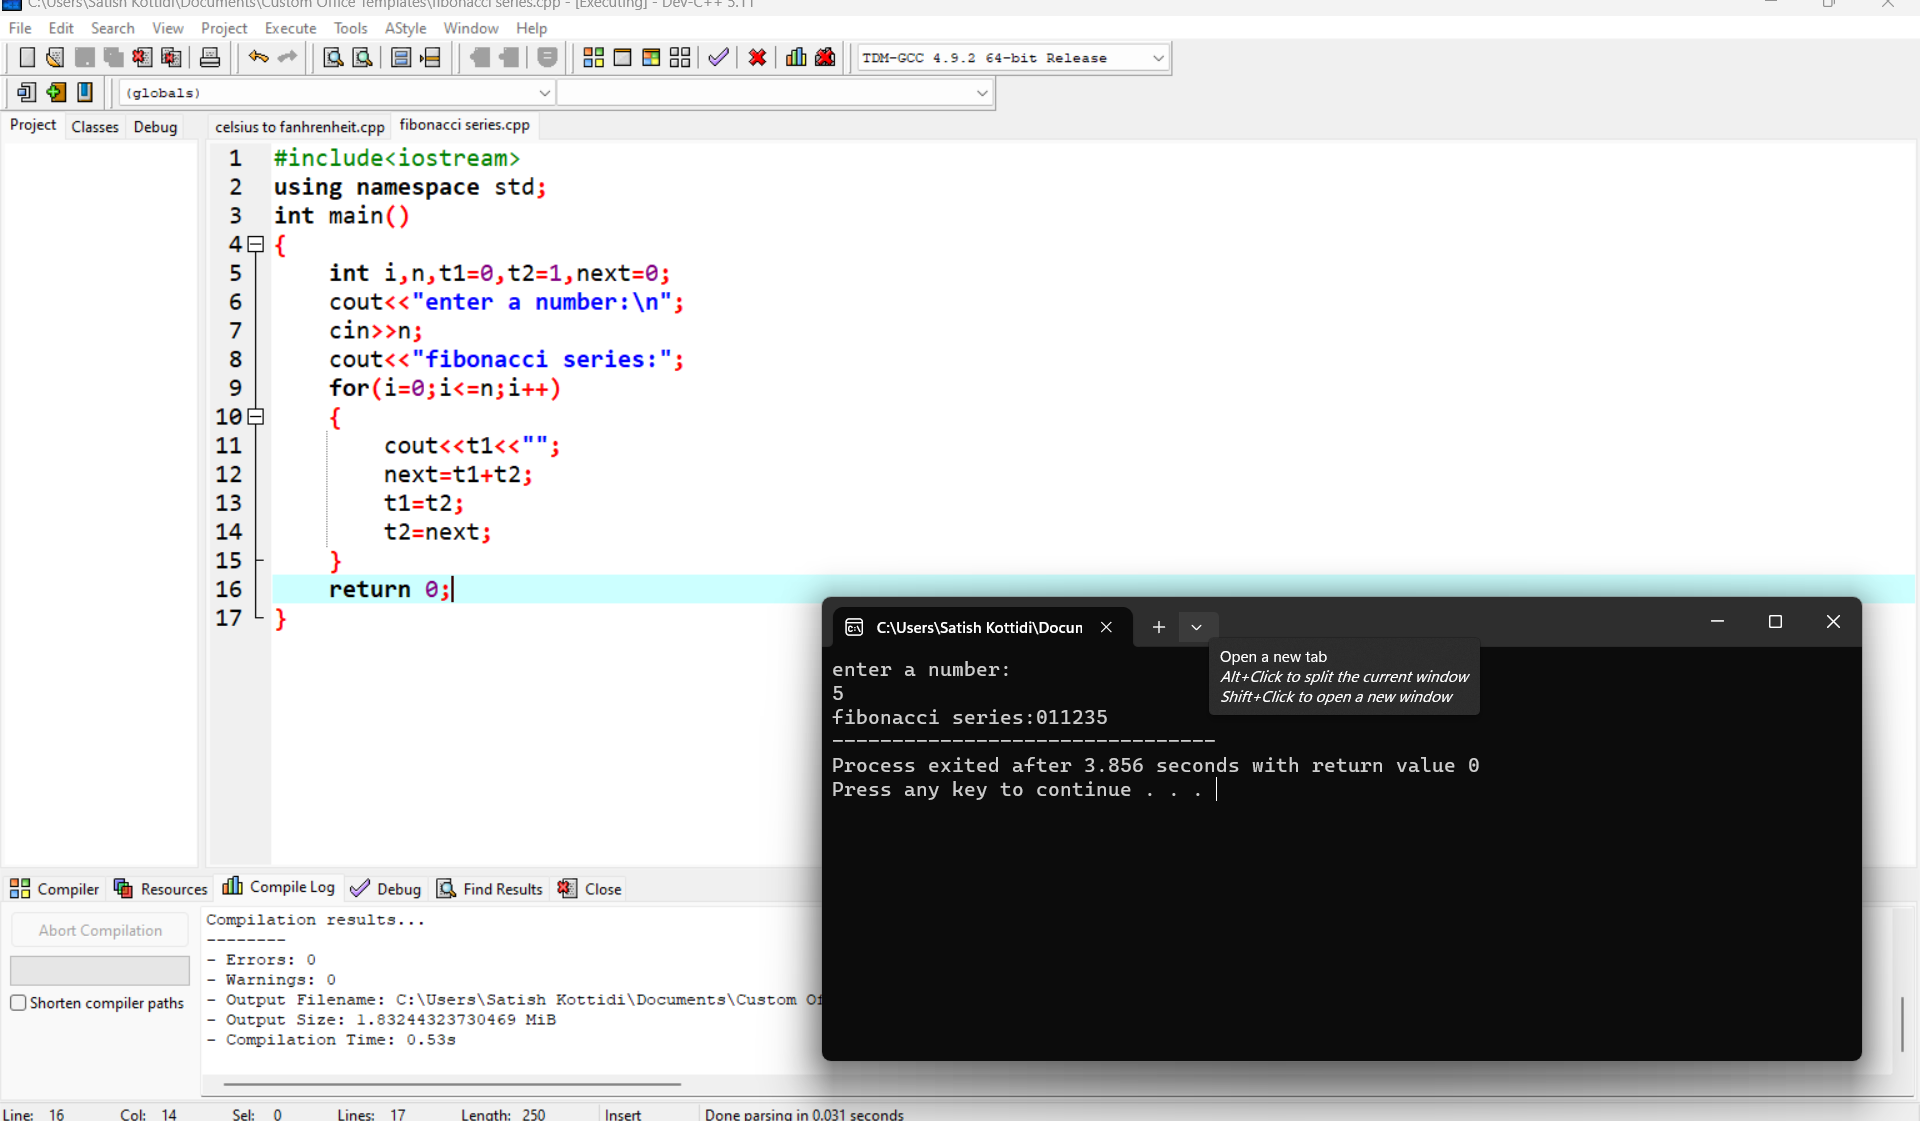 C:\Users\Satish Kottidi\Documents\Custom Office Templates\fibonacci series.cpp - [Executing] - Dev-C++ 5.11
File Edit Search View Project Execute Tools AStyle Window Help
TDM-GCC 4.9.2 64-bit Release
(globals)
Project Classes Debug celsius to fanhrenheit.cpp fibonacci series.cpp
1 #include<iostream>
2 using namespace std;
3 int main()
4 {
5 int i,n,t1=0,t2=1,next=0;
6 cout<<"enter a number:\n";
7 cin>>n;
8 cout<<"fibonacci series:";
9 for(i=0;i<=n;i++)
10 {
11 cout<<t1<<"";
12 next=t1+t2;
13 t1=t2;
14 t2=next;
15 }
16 return 0;
17 }
C:\Users\Satish Kottidi\Docun
Open a new tab
Alt+Click to split the current window
Shift+Click to open a new window
enter a number:
5
fibonacci series:011235
--------------------------------
Process exited after 3.856 seconds with return value 0
Press any key to continue . . .
Compiler Resources Compile Log Debug Find Results Close
Abort Compilation
Shorten compiler paths
Compilation results...
--------
- Errors: 0
- Warnings: 0
- Output Filename: C:\Users\Satish Kottidi\Documents\Custom Of
- Output Size: 1.83244323730469 MiB
- Compilation Time: 0.53s
Line: 16 Col: 14 Sel: 0 Lines: 17 Length: 250 Insert Done parsing in 0.031 seconds